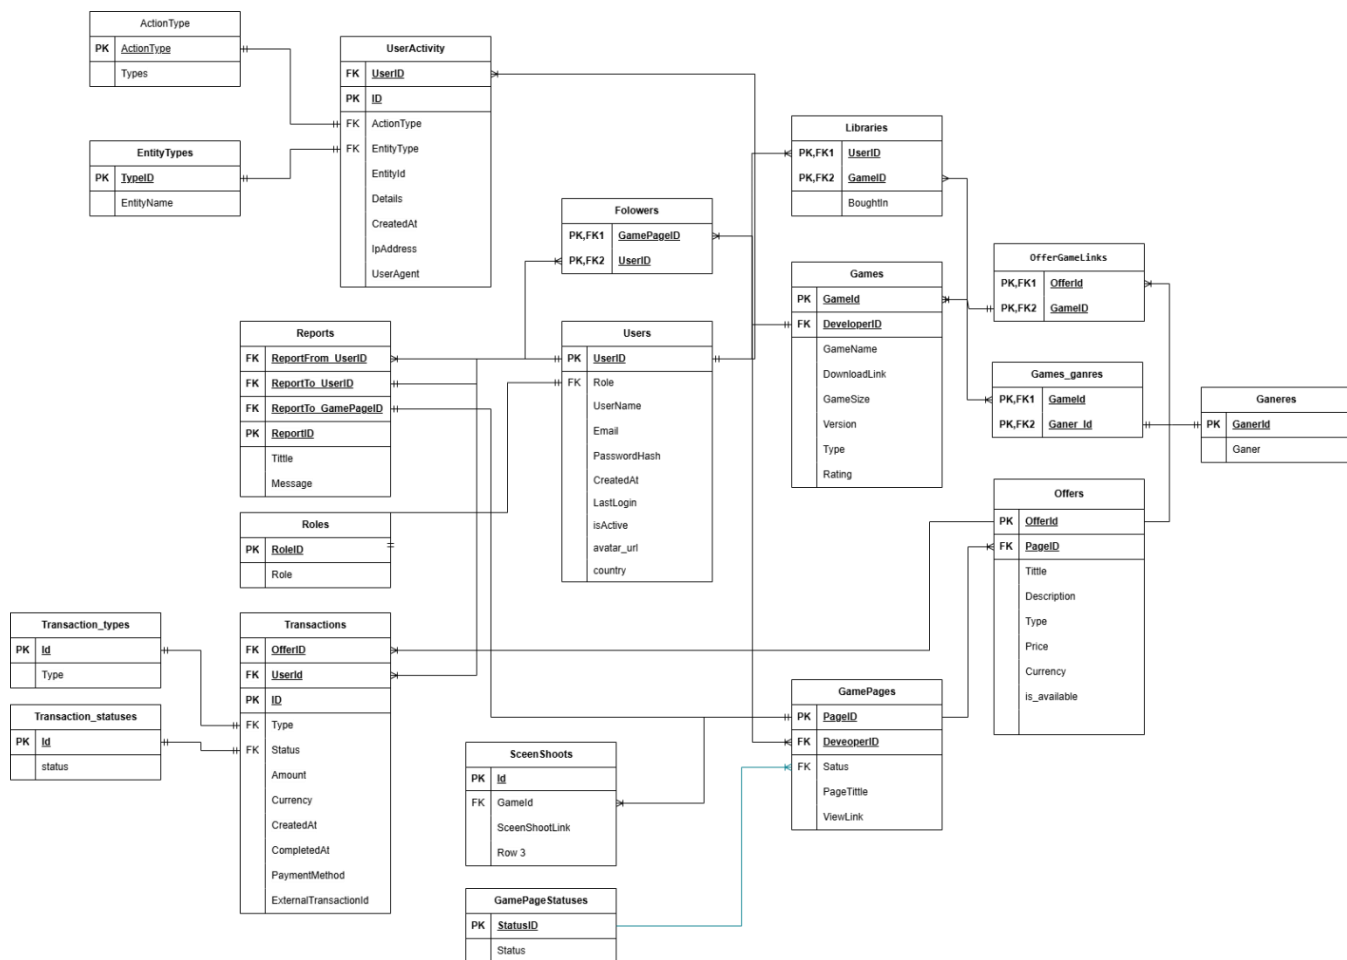 ActionType
PK ActionType
Types
EntityTypes
PK TypeID
EntityName
UserActivity
FK UserID
PK ID
FK ActionType
FK EntityType
EntityId
Details
CreatedAt
IpAddress
UserAgent
Folowers
PK,FK1 GamePageID
PK,FK2 UserID
Libraries
PK,FK1 UserID
PK,FK2 GameID
BoughtIn
Games
PK GameId
FK DeveloperID
GameName
DownloadLink
GameSize
Version
Type
Rating
OfferGameLinks
PK,FK1 OfferId
PK,FK2 GameID
Games_ganres
PK,FK1 GameId
PK,FK2 Ganer_Id
Ganeres
PK GanerId
Ganer
Reports
FK ReportFrom_UserID
FK ReportTo_UserID
FK ReportTo_GamePageID
PK ReportID
Tittle
Message
Users
PK UserID
FK Role
UserName
Email
PasswordHash
CreatedAt
LastLogin
isActive
avatar_url
country
Roles
PK RoleID
Role
Offers
PK OfferId
FK PageID
Tittle
Description
Type
Price
Currency
is_available
Transaction_types
PK Id
Type
Transaction_statuses
PK Id
status
Transactions
FK OfferID
FK UserId
PK ID
FK Type
FK Status
Amount
Currency
CreatedAt
CompletedAt
PaymentMethod
ExternalTransactionId
SceenShoots
PK Id
FK GameId
SceenShootLink
Row 3
GamePages
PK PageID
FK DeveoperID
FK Satus
PageTittle
ViewLink
GamePageStatuses
PK StatusID
Status